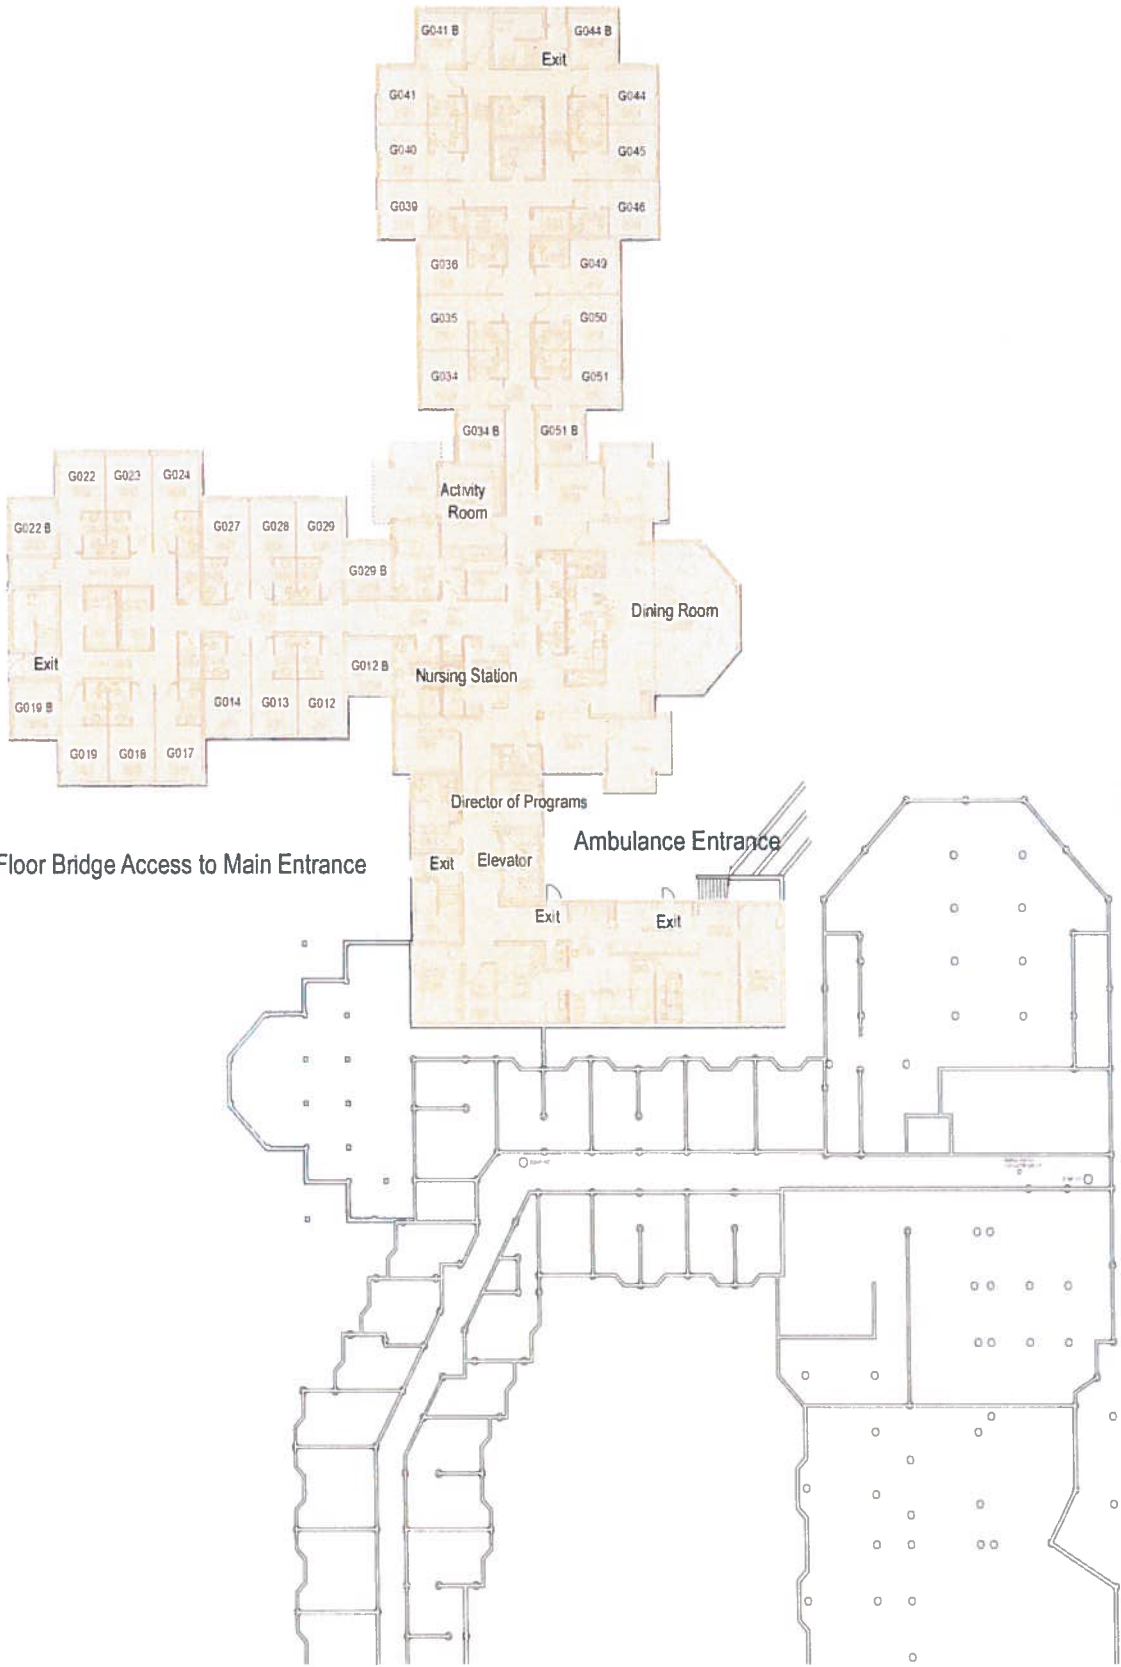 G041 B
G044 B
Exit
G041
G044
G040
G045
G039
G046
G036
G049
G035
G050
G034
G051
G034 B
G051 B
G022
G023
G024
Activity
Room
G022 B
G027
G028
G029
G029 B
Dining Room
Exit
G012 B
Nursing Station
G019 B
G014
G013
G012
G019
G018
G017
Director of Programs
Ambulance Entrance
Floor Bridge Access to Main Entrance
Exit
Elevator
Exit
Exit